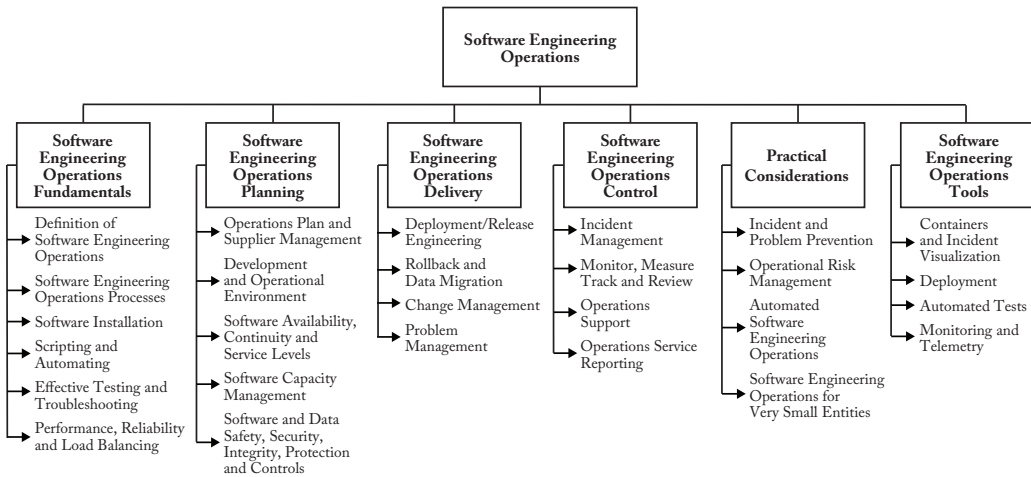 Software Engineering
Operations
Software
Engineering
Operations
Fundamentals
Definition of
Software Engineering
Operations
Software Engineering
Operations Processes
Software Installation
Scripting and
Automating
Effective Testing and
Troubleshooting
Performance, Reliability
and Load Balancing
Software
Engineering
Operations
Planning
Operations Plan and
Supplier Management
Development
and Operational
Environment
Software Availability,
Continuity and
Service Levels
Software Capacity
Management
Software and Data
Safety, Security,
Integrity, Protection
and Controls
Software
Engineering
Operations
Delivery
Deployment/Release
Engineering
Rollback and
Data Migration
Change Management
Problem
Management
Software
Engineering
Operations
Control
Incident
Management
Monitor, Measure
Track and Review
Operations
Support
Operations Service
Reporting
Practical
Considerations
Incident and
Problem Prevention
Operational Risk
Management
Automated
Software
Engineering
Operations
Software Engineering
Operations for
Very Small Entities
Software
Engineering
Operations
Tools
Containers
and Incident
Visualization
Deployment
Automated Tests
Monitoring and
Telemetry